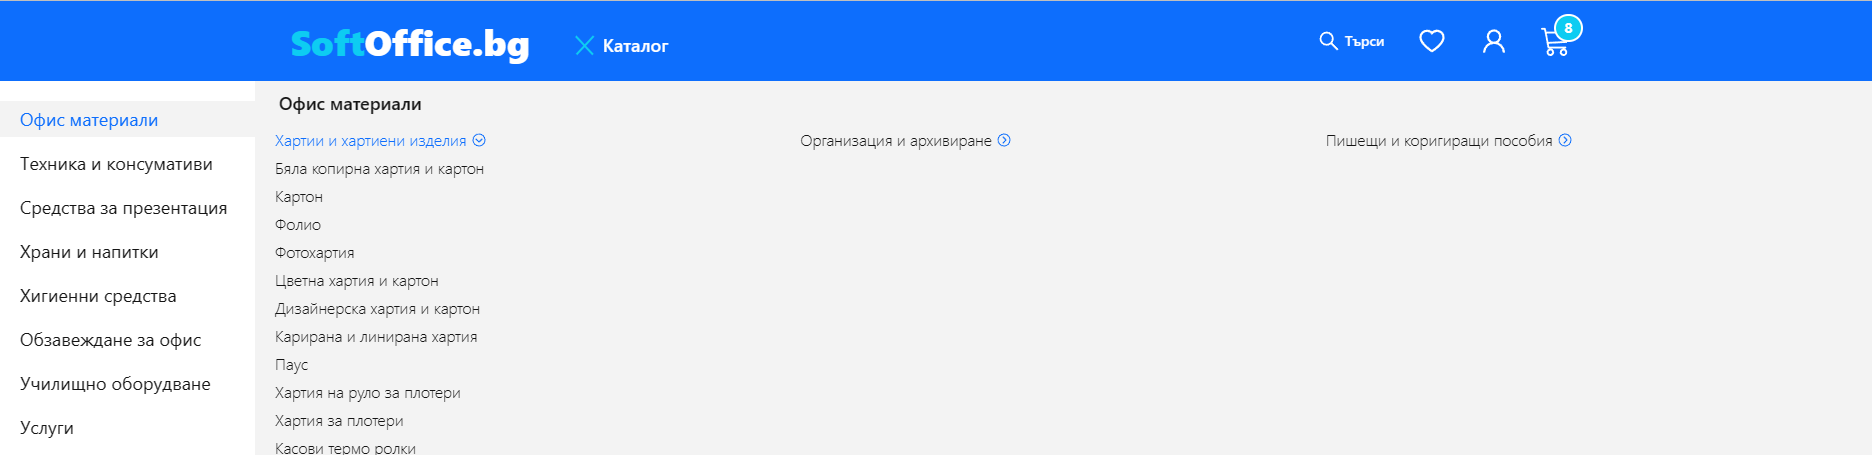 SoftOffice.bg
Каталог
Търси
8
Офис материали
Техника и консумативи
Средства за презентация
Храни и напитки
Хигиенни средства
Обзавеждане за офис
Училищно оборудване
Услуги
Офис материали
Хартии и хартиени изделия
Бяла копирна хартия и картон
Картон
Фолио
Фотохартия
Цветна хартия и картон
Дизайнерска хартия и картон
Карирана и линирана хартия
Паус
Хартия на руло за плотери
Хартия за плотери
Касови термо ролки
Организация и архивиране
Пишещи и коригиращи пособия